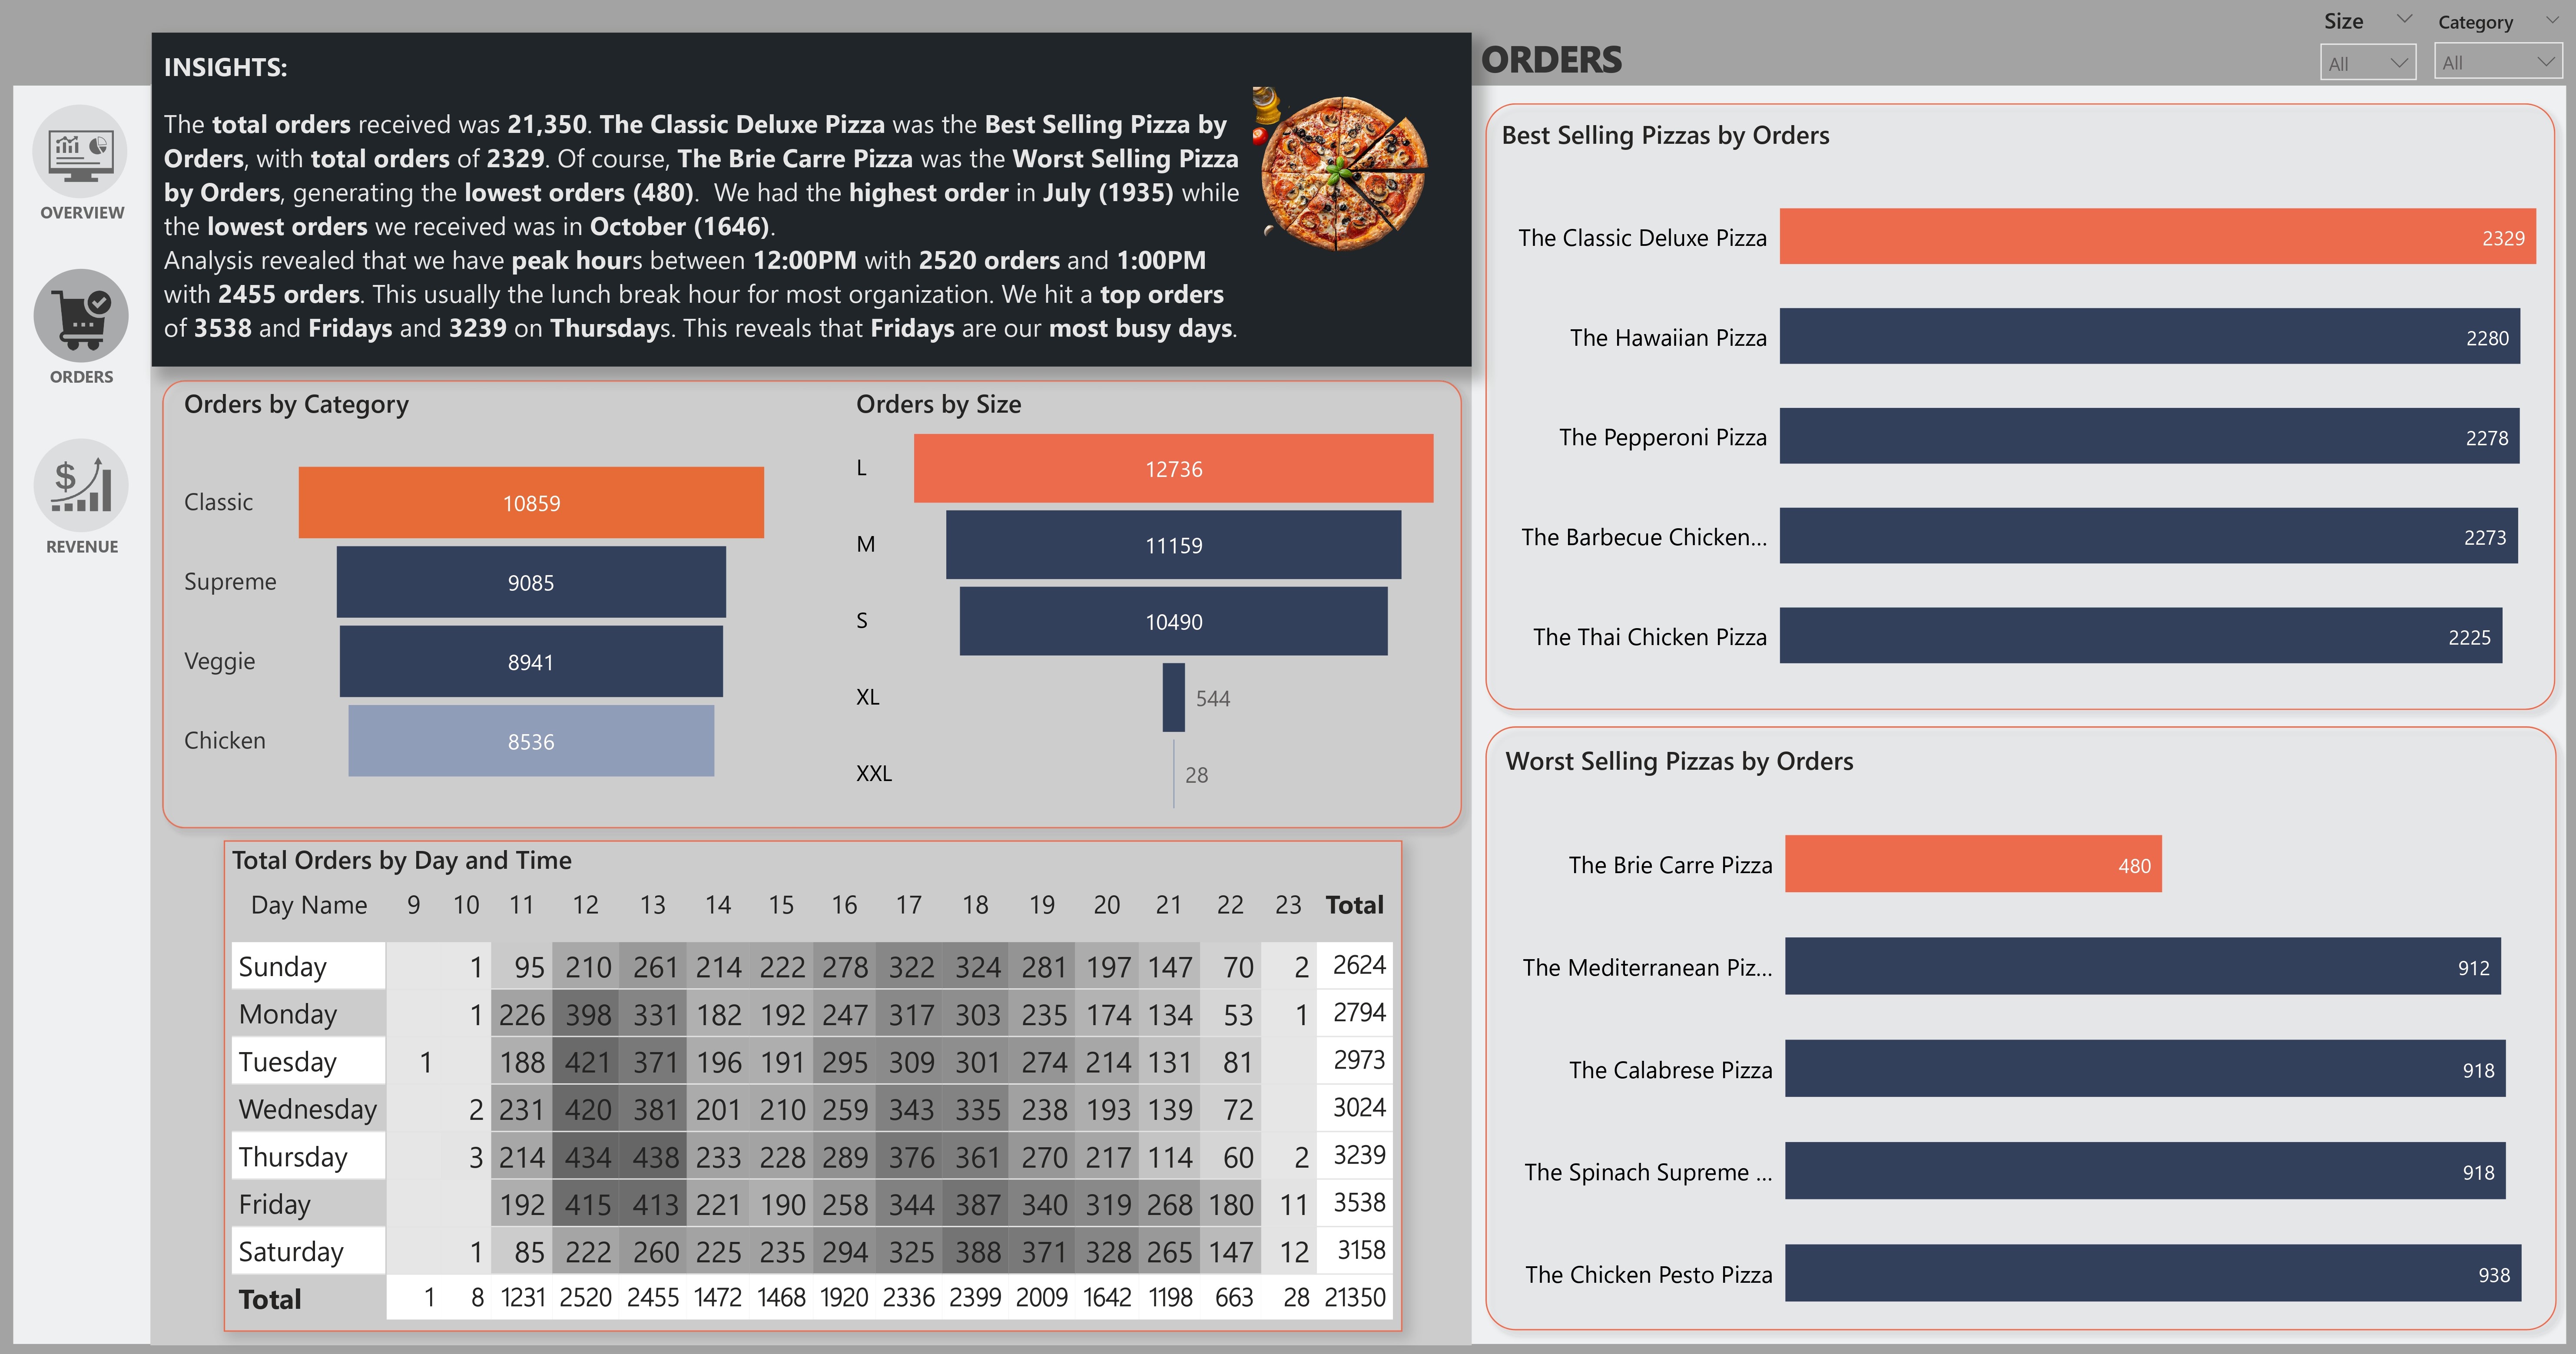 Size
Category
All
All
ORDERS
INSIGHTS:
The total orders received was 21,350. The Classic Deluxe Pizza was the Best Selling Pizza by
Orders, with total orders of 2329. Of course, The Brie Carre Pizza was the Worst Selling Pizza
by Orders, generating the lowest orders (480). We had the highest order in July (1935) while
the lowest orders we received was in October (1646).
Analysis revealed that we have peak hours between 12:00PM with 2520 orders and 1:00PM
with 2455 orders. This usually the lunch break hour for most organization. We hit a top orders
of 3538 and Fridays and 3239 on Thursdays. This reveals that Fridays are our most busy days.
OVERVIEW
ORDERS
REVENUE
Orders by Category
Classic 10859
Supreme 9085
Veggie 8941
Chicken 8536
Orders by Size
L 12736
M 11159
S 10490
XL 544
XXL 28
Total Orders by Day and Time
Day Name 9 10 11 12 13 14 15 16 17 18 19 20 21 22 23 Total
Sunday 1 95 210 261 214 222 278 322 324 281 197 147 70 2 2624
Monday 1 226 398 331 182 192 247 317 303 235 174 134 53 1 2794
Tuesday 1 188 421 371 196 191 295 309 301 274 214 131 81 2973
Wednesday 2 231 420 381 201 210 259 343 335 238 193 139 72 3024
Thursday 3 214 434 438 233 228 289 376 361 270 217 114 60 2 3239
Friday 192 415 413 221 190 258 344 387 340 319 268 180 11 3538
Saturday 1 85 222 260 225 235 294 325 388 371 328 265 147 12 3158
Total 1 8 1231 2520 2455 1472 1468 1920 2336 2399 2009 1642 1198 663 28 21350
Best Selling Pizzas by Orders
The Classic Deluxe Pizza 2329
The Hawaiian Pizza 2280
The Pepperoni Pizza 2278
The Barbecue Chicken... 2273
The Thai Chicken Pizza 2225
Worst Selling Pizzas by Orders
The Brie Carre Pizza 480
The Mediterranean Piz... 912
The Calabrese Pizza 918
The Spinach Supreme ... 918
The Chicken Pesto Pizza 938